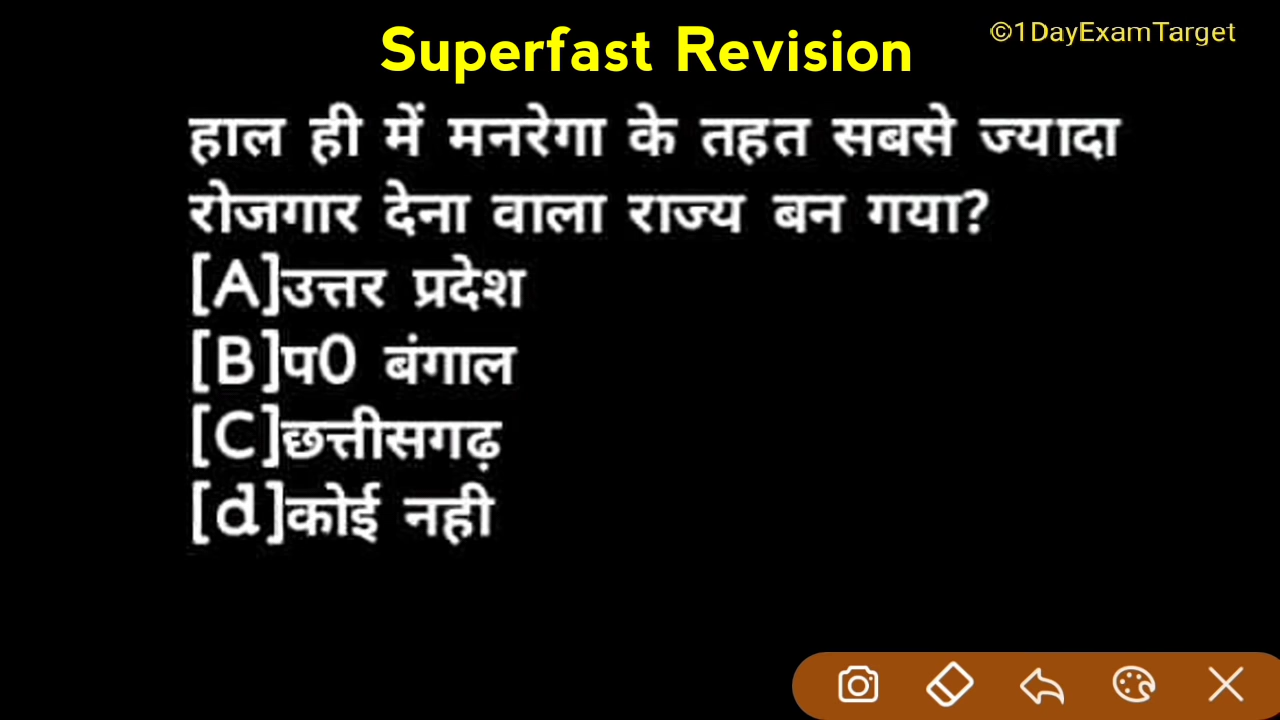 ©1DayExamTarget
Superfast Revision
हाल ही में मनरेगा के तहत सबसे ज्यादा
रोजगार देना वाला राज्य बन गया?
[A]उत्तर प्रदेश
[B]प0 बंगाल
[C]छत्तीसगढ़
[d]कोई नही